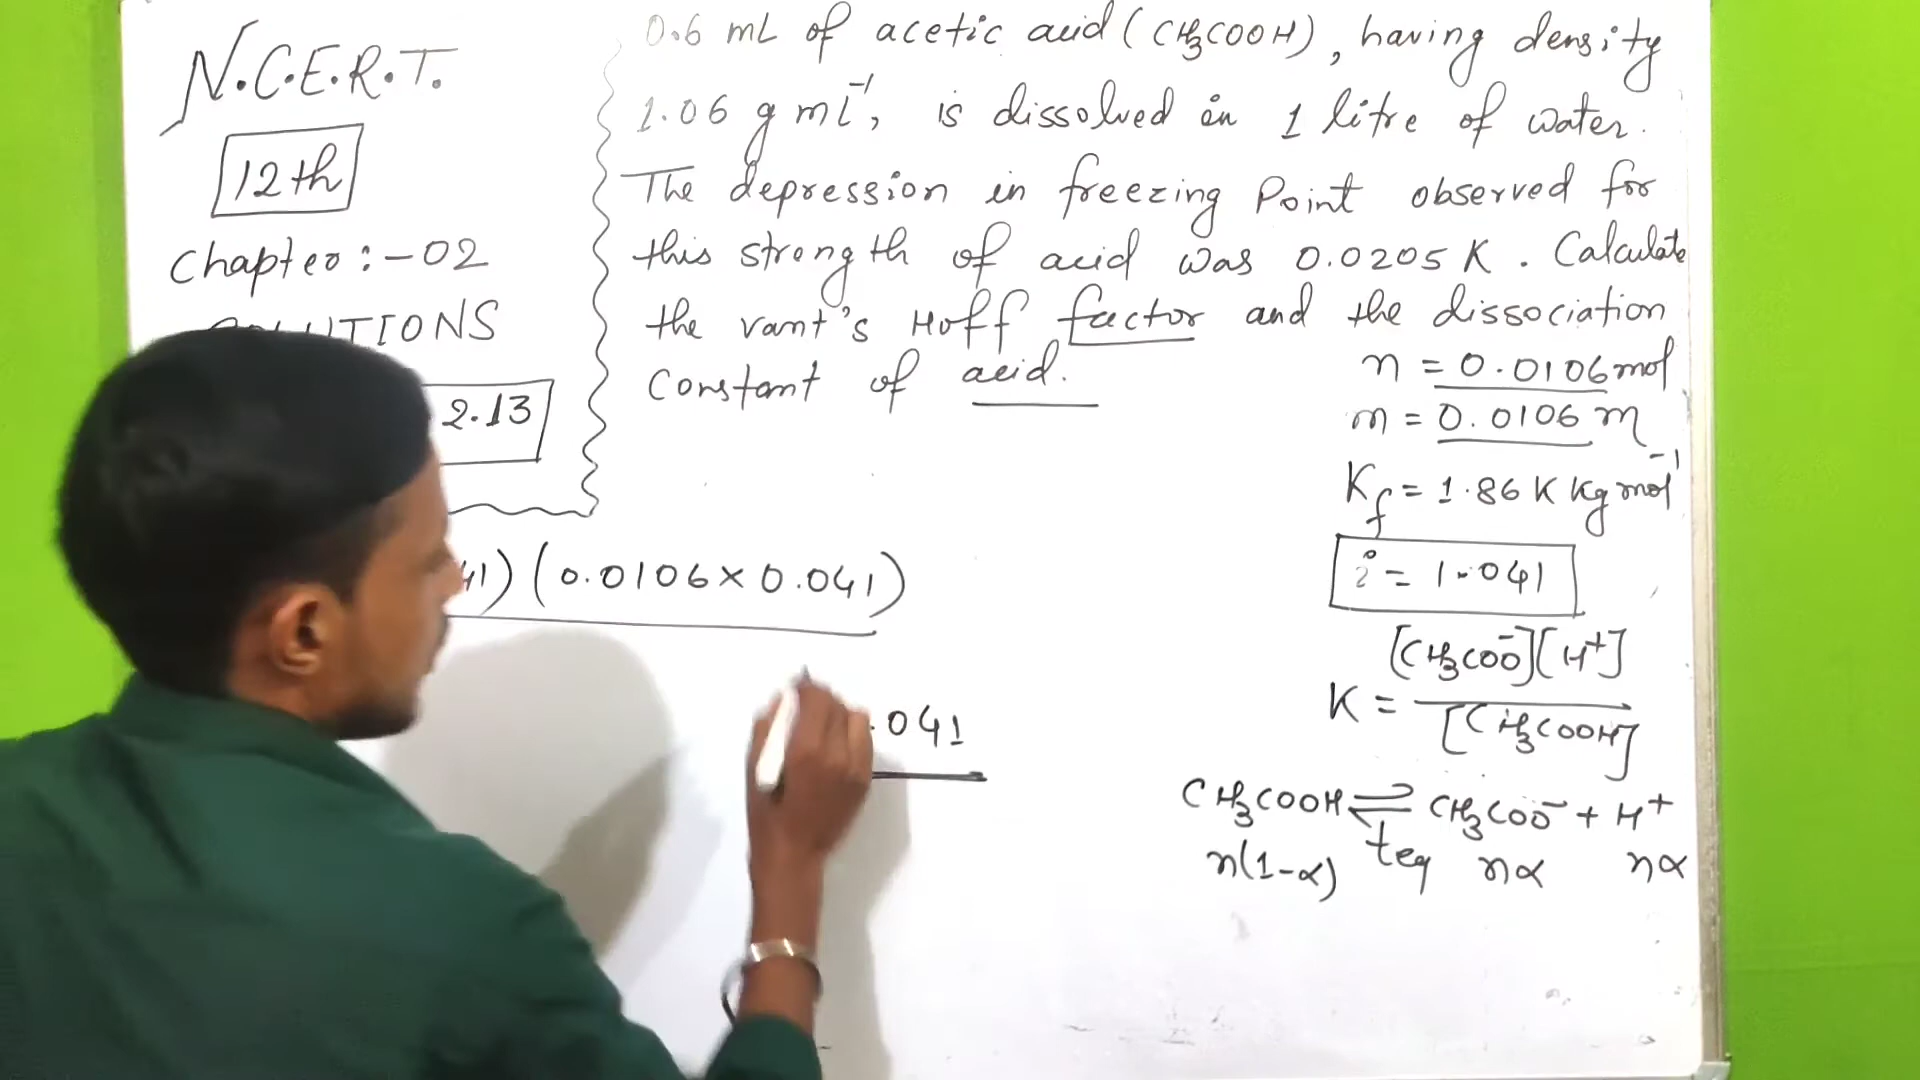 N.C.E.R.T.
12th
Chapter :- 02
SOLUTIONS
2.13
0.6 mL of acetic acid (CH₃COOH), having density
1.06 g mL⁻¹, is dissolved in 1 litre of water.
The depression in freezing Point observed for
this strength of acid was 0.0205 K . Calculate
the vant's Hoff factor and the dissociation
Constant of acid.
n = 0.0106 mol
m = 0.0106 m
K_f = 1.86 K Kg mol⁻¹
i = 1.041
41) (0.0106 × 0.041)
.041
K = [CH₃COO⁻][H⁺] / [CH₃COOH]
CH₃COOH ⇌ CH₃COO⁻ + H⁺
n(1-α) teq nα nα